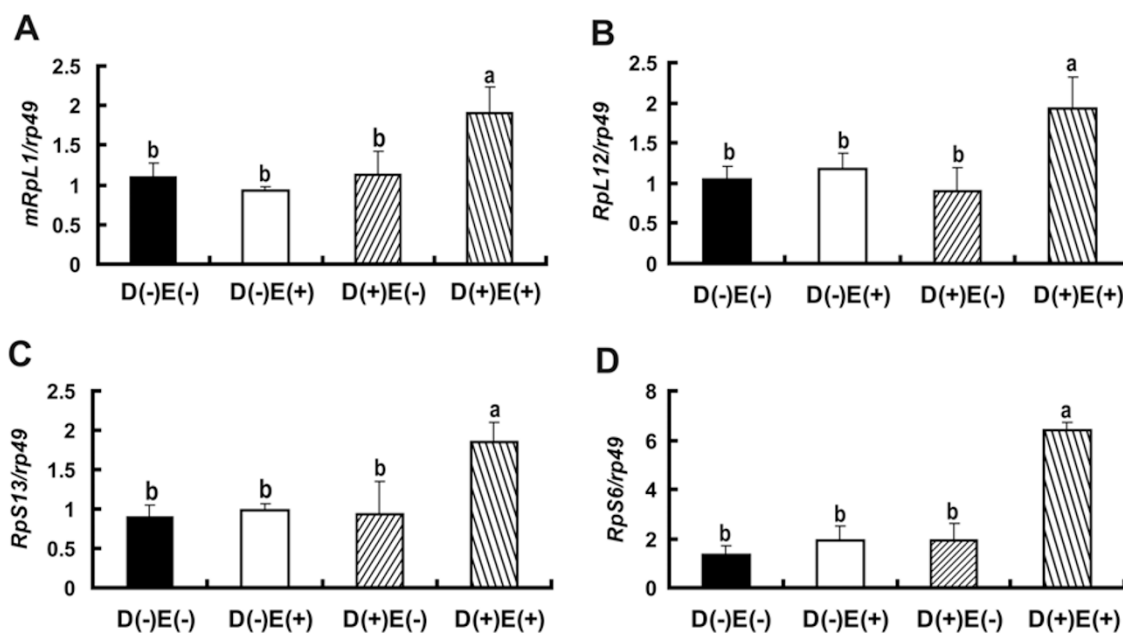 A
mRpL1/rp49
2.5
2
1.5
1
0.5
0
b
b
b
a
D(-)E(-) D(-)E(+) D(+)E(-) D(+)E(+)
B
RpL12/rp49
2.5
2
1.5
1
0.5
0
b
b
b
a
D(-)E(-) D(-)E(+) D(+)E(-) D(+)E(+)
C
RpS13/rp49
2.5
2
1.5
1
0.5
0
b
b
b
a
D(-)E(-) D(-)E(+) D(+)E(-) D(+)E(+)
D
RpS6/rp49
8
6
4
2
0
b
b
b
a
D(-)E(-) D(-)E(+) D(+)E(-) D(+)E(+)